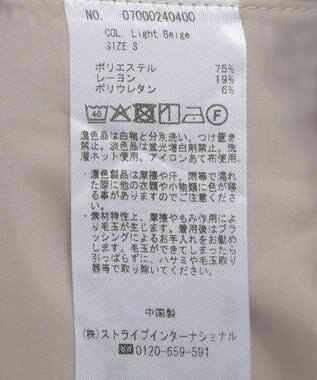 NO. 07000240400
COL. Light Beige
SIZE S
ポリエステル 75%
レーヨン 19%
ポリウレタン 6%
40 F
濃色品は白物と分別洗い。つけ置き
禁止。淡色品は蛍光増白剤禁止。洗
濯ネット使用。アイロンあて布使用。
・濃色製品は摩擦や汗、雨等で濡れ
た際に他の衣類や小物類に色が移
る事がありますのでご注意くださ
い。
・素材特性上、摩擦やもみ作用によ
り毛玉が生じます。着用後はブラ
ッシングによるお手入れをお勧め
します。毛玉ができてしまったら
引っぱらずに、ハサミや毛玉取り
器等で取り除いてください。
中国製
(株)ストライプインターナショナル
0120-659-591